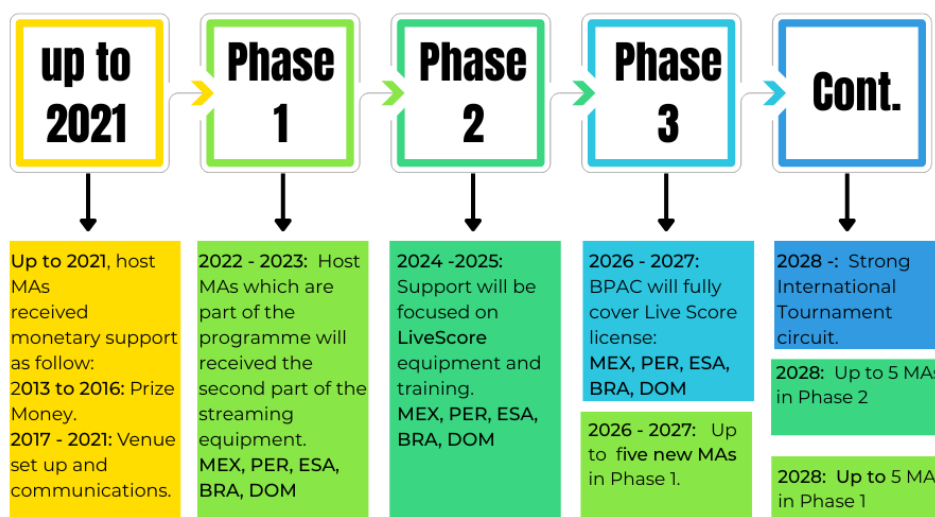 up to
2021
Phase
1
Phase
2
Phase
3
Cont.
Up to 2021, host
MAs
received
monetary support
as follow:
2013 to 2016: Prize
Money.
2017 - 2021: Venue
set up and
communications.
2022 - 2023: Host
MAs which are
part of the
programme will
received the
second part of the
streaming
equipment.
MEX, PER, ESA,
BRA, DOM
2024 -2025:
Support will be
focused on
LiveScore
equipment and
training.
MEX, PER, ESA,
BRA, DOM
2026 - 2027:
BPAC will fully
cover Live Score
license:
MEX, PER, ESA,
BRA, DOM
2026 - 2027: Up
to five new MAs
in Phase 1.
2028 -: Strong
International
Tournament
circuit.
2028: Up to 5 MAs
in Phase 2
2028: Up to 5 MA
in Phase 1